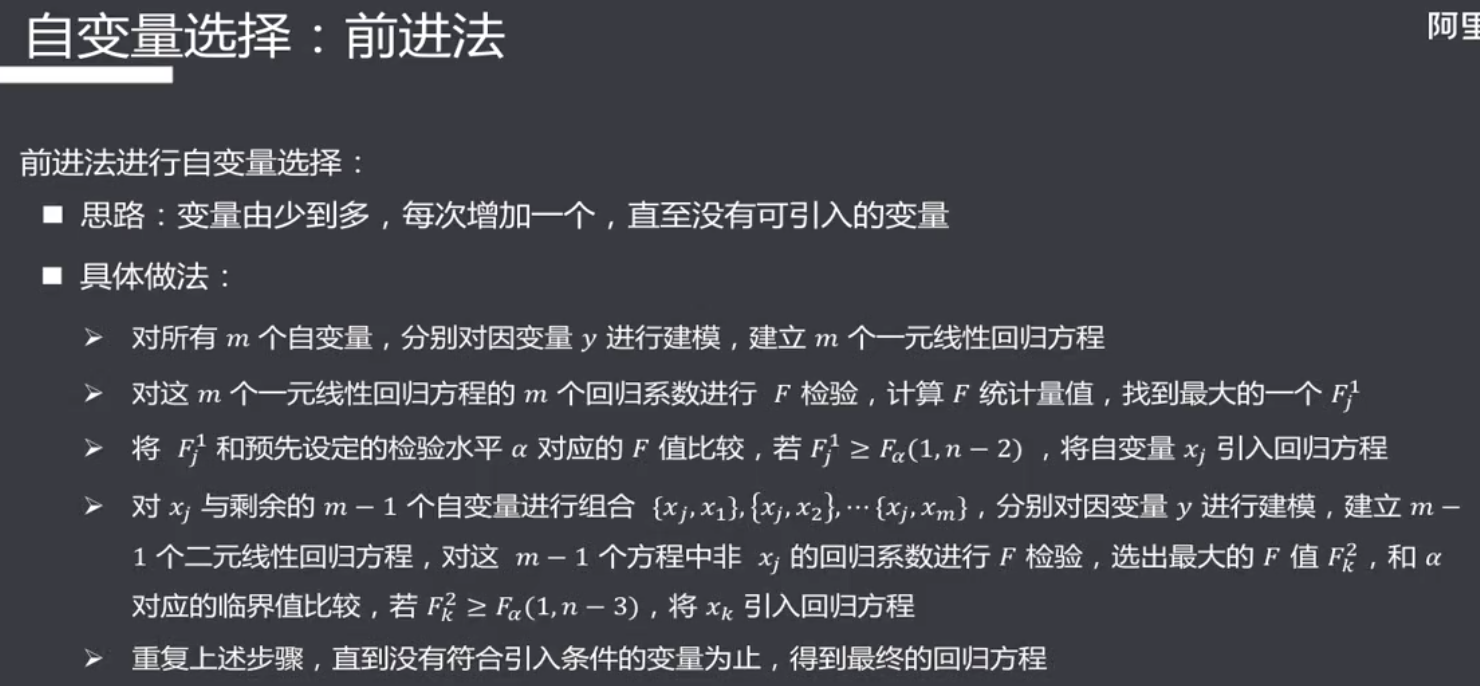 自变量选择：前进法
阿里
前进法进行自变量选择：
■ 思路：变量由少到多，每次增加一个，直至没有可引入的变量
■ 具体做法：
➢ 对所有 m 个自变量，分别对因变量 y 进行建模，建立 m 个一元线性回归方程
➢ 对这 m 个一元线性回归方程的 m 个回归系数进行 F 检验，计算 F 统计量值，找到最大的一个 F_j^1
➢ 将 F_j^1 和预先设定的检验水平 α 对应的 F 值比较，若 F_j^1 ≥ F_α(1, n − 2) ，将自变量 x_j 引入回归方程
➢ 对 x_j 与剩余的 m − 1 个自变量进行组合 {x_j, x_1}, {x_j, x_2}, ⋯ {x_j, x_m}，分别对因变量 y 进行建模，建立 m −
1 个二元线性回归方程，对这 m − 1 个方程中非 x_j 的回归系数进行 F 检验，选出最大的 F 值 F_k^2，和 α
对应的临界值比较，若 F_k^2 ≥ F_α(1, n − 3)，将 x_k 引入回归方程
➢ 重复上述步骤，直到没有符合引入条件的变量为止，得到最终的回归方程